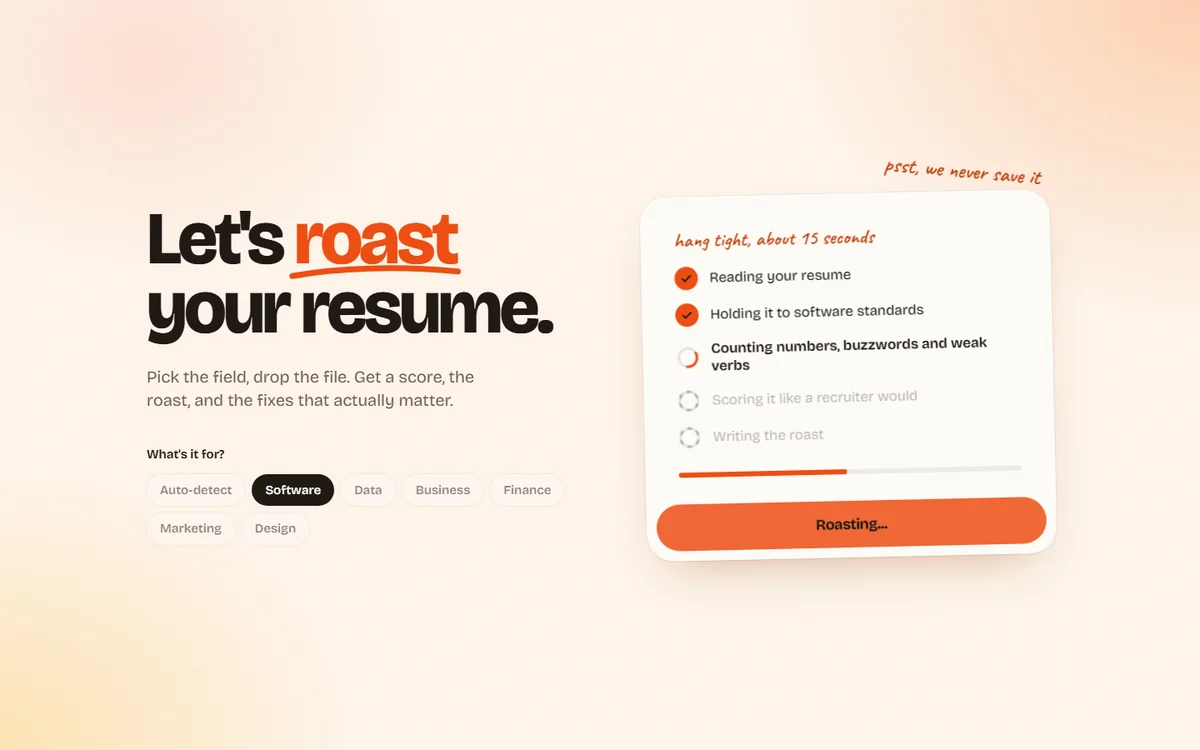 Let's roast
your resume.
Pick the field, drop the file. Get a score, the
roast, and the fixes that actually matter.
What's it for?
Auto-detect
Software
Data
Business
Finance
Marketing
Design
psst, we never save it
hang tight, about 15 seconds
Reading your resume
Holding it to software standards
Counting numbers, buzzwords and weak
verbs
Scoring it like a recruiter would
Writing the roast
Roasting...